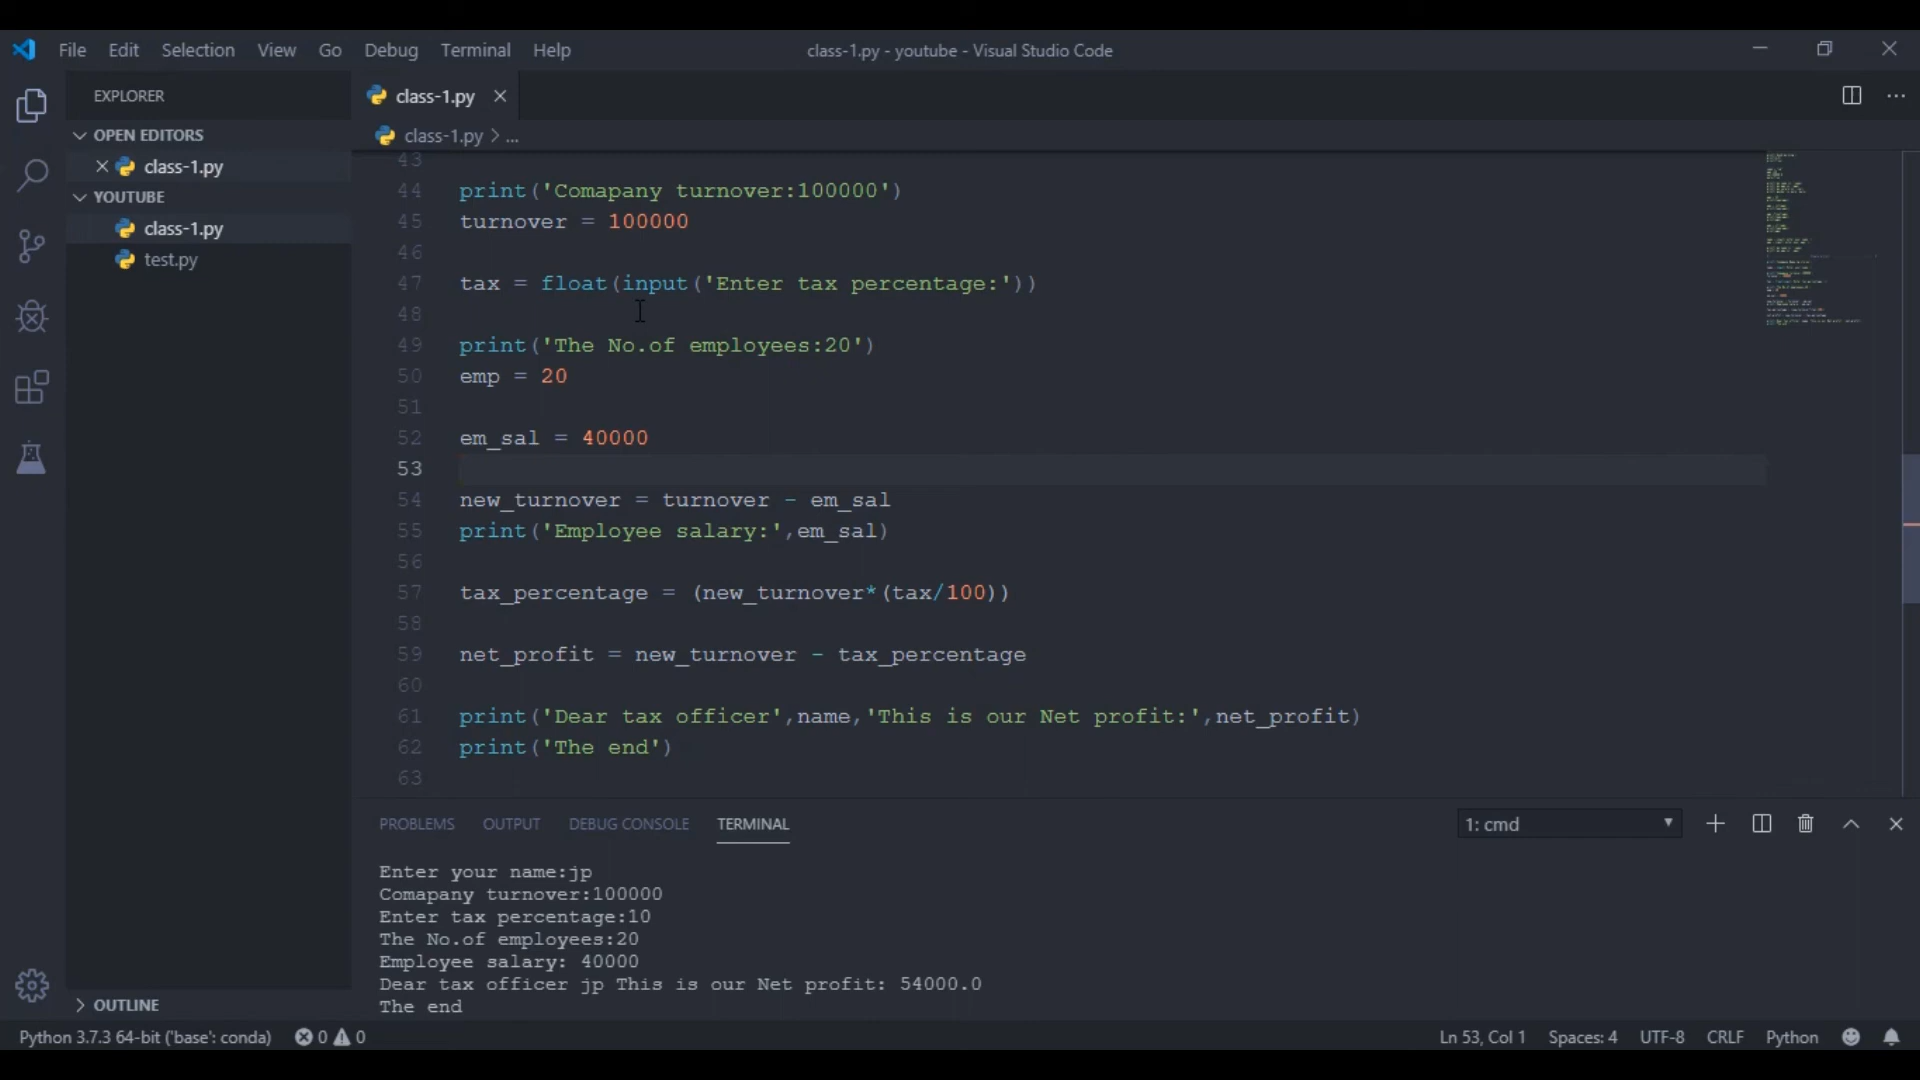 File Edit Selection View Go Debug Terminal Help
class-1.py - youtube - Visual Studio Code
EXPLORER
OPEN EDITORS
class-1.py
YOUTUBE
class-1.py
test.py
OUTLINE
class-1.py
class-1.py > ...
43
44 print('Comapany turnover:100000')
45 turnover = 100000
46
47 tax = float(input('Enter tax percentage:'))
48
49 print('The No.of employees:20')
50 emp = 20
51
52 em_sal = 40000
53
54 new_turnover = turnover - em_sal
55 print('Employee salary:',em_sal)
56
57 tax_percentage = (new_turnover*(tax/100))
58
59 net_profit = new_turnover - tax_percentage
60
61 print('Dear tax officer',name,'This is our Net profit:',net_profit)
62 print('The end')
63
PROBLEMS OUTPUT DEBUG CONSOLE TERMINAL
1: cmd
Enter your name:jp
Comapany turnover:100000
Enter tax percentage:10
The No.of employees:20
Employee salary: 40000
Dear tax officer jp This is our Net profit: 54000.0
The end
Python 3.7.3 64-bit ('base': conda) 0 0
Ln 53, Col 1 Spaces: 4 UTF-8 CRLF Python